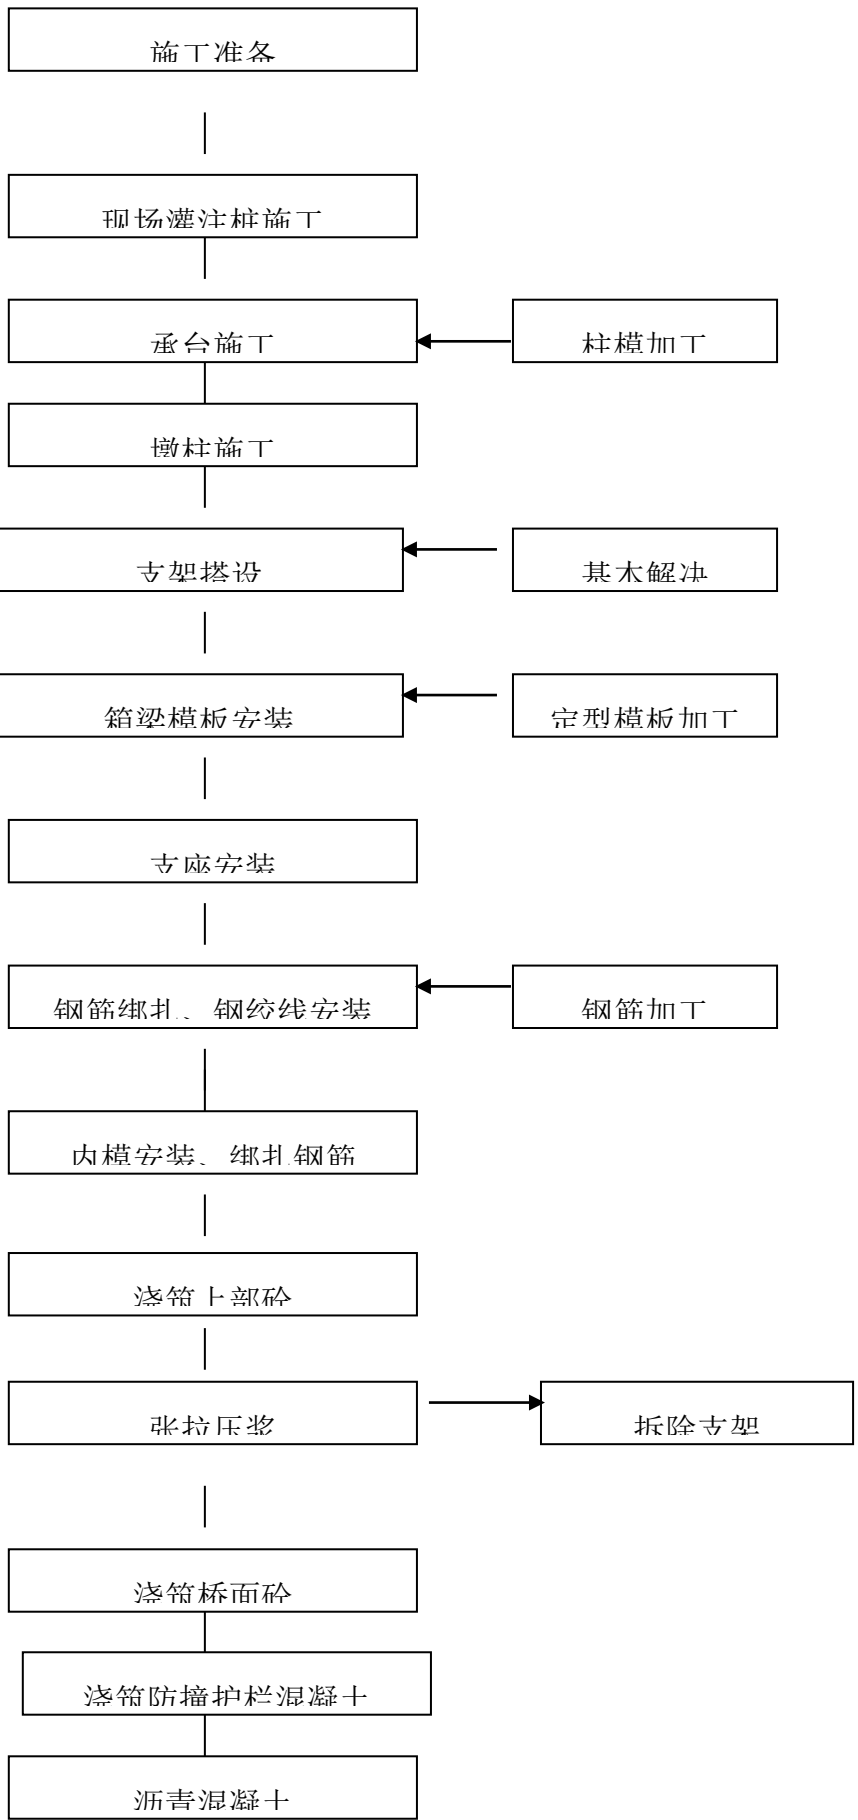 施工准备
现场灌注桩施工
承台施工
柱模加工
墩柱施工
支架搭设
基本解决
箱梁模板安装
定型模板加工
支座安装
钢筋绑扎、钢绞线安装
钢筋加工
内模安装、绑扎钢筋
浇筑上部砼
张拉压浆
拆除支架
浇筑桥面砼
浇筑防撞护栏混凝土
沥青混凝土